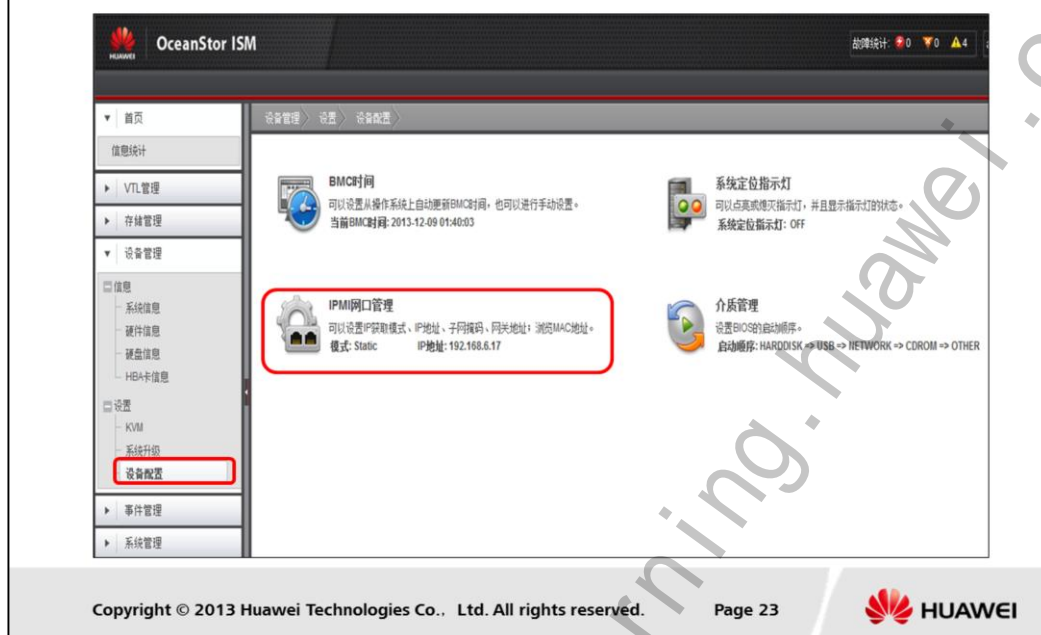 HUAWEI
OceanStor ISM
故障统计: 0 0 4
首页
设备管理 设置 设备配置
信息统计
VTL管理
存储管理
设备管理
信息
系统信息
硬件信息
硬盘信息
HBA卡信息
设置
KVM
系统升级
设备配置
事件管理
系统管理
BMC时间
可以设置从操作系统上自动更新BMC时间，也可以进行手动设置。
当前BMC时间: 2013-12-09 01:40:03
系统定位指示灯
可以点亮或熄灭指示灯，并且显示指示灯的状态。
系统定位指示灯: OFF
IPMI网口管理
可以设置IP获取模式、IP地址、子网掩码、网关地址；浏览MAC地址。
模式: Static IP地址: 192.168.6.17
介质管理
设置BIOS的启动顺序。
启动顺序: HARDDISK => USB => NETWORK => CDROM => OTHER
rning.huawei.c
Copyright © 2013 Huawei Technologies Co., Ltd. All rights reserved.
Page 23
HUAWEI